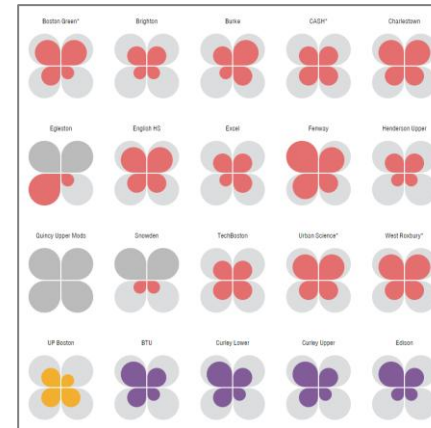 Boston Green*
Brighton
Burke
CASH*
Charlestown
Egleston
English HS
Excel
Fenway
Henderson Upper
Quincy Upper Mods
Snowden
TechBoston
Urban Science*
West Roxbury*
UP Boston
BTU
Curley Lower
Curley Upper
Edison